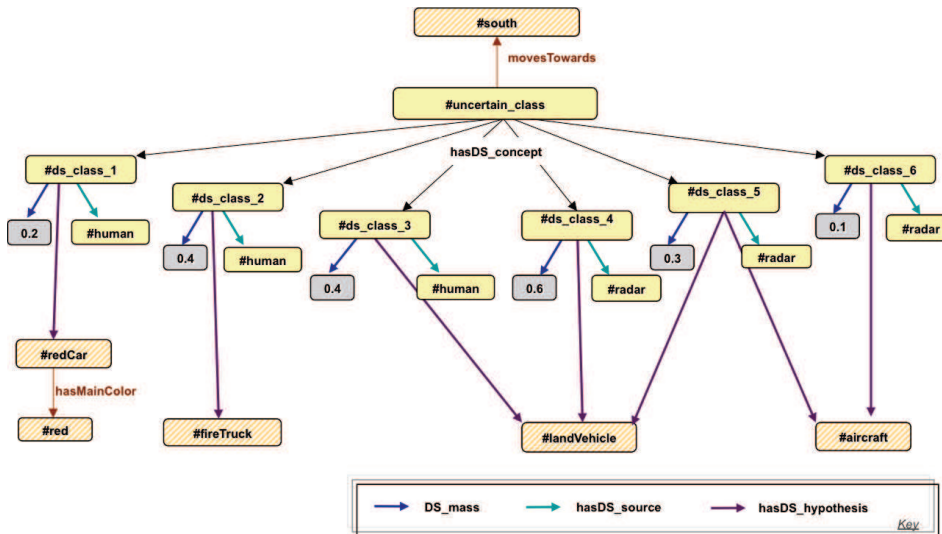 #south
movesTowards
#uncertain_class
hasDS_concept
#ds_class_1
0.2
#human
#ds_class_2
0.4
#human
#ds_class_3
0.4
#human
#ds_class_4
0.6
#radar
#ds_class_5
0.3
#radar
#ds_class_6
0.1
#radar
#redCar
hasMainColor
#red
#fireTruck
#landVehicle
#aircraft
DS_mass
hasDS_source
hasDS_hypothesis
Key